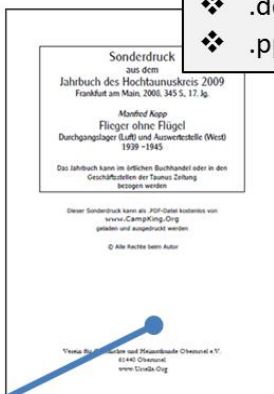 ❖ .d
❖ .p
Sonderdruck
aus dem
Jahrbuch des Hochtaunuskreis 2009
Frankfurt am Main, 2008, 345 S., 17. Jg.
Manfred Kopp
Flieger ohne Flügel
Durchgangslager (Luft) und Auswertestelle (West)
1939 -1945
Das Jahrbuch kann im örtlichen Buchhandel oder in den
Geschäftsstellen der Taunus Zeitung
bezogen werden
Dieser Sonderdruck kann als .PDF-Datei kostenlos von
www.CampKing.Org
geladen und ausgedruckt werden
© Alle Rechte beim Autor
Verein für und Heimatkunde Oberursel e.V.
61440 Oberursel
www.Ursella.Org